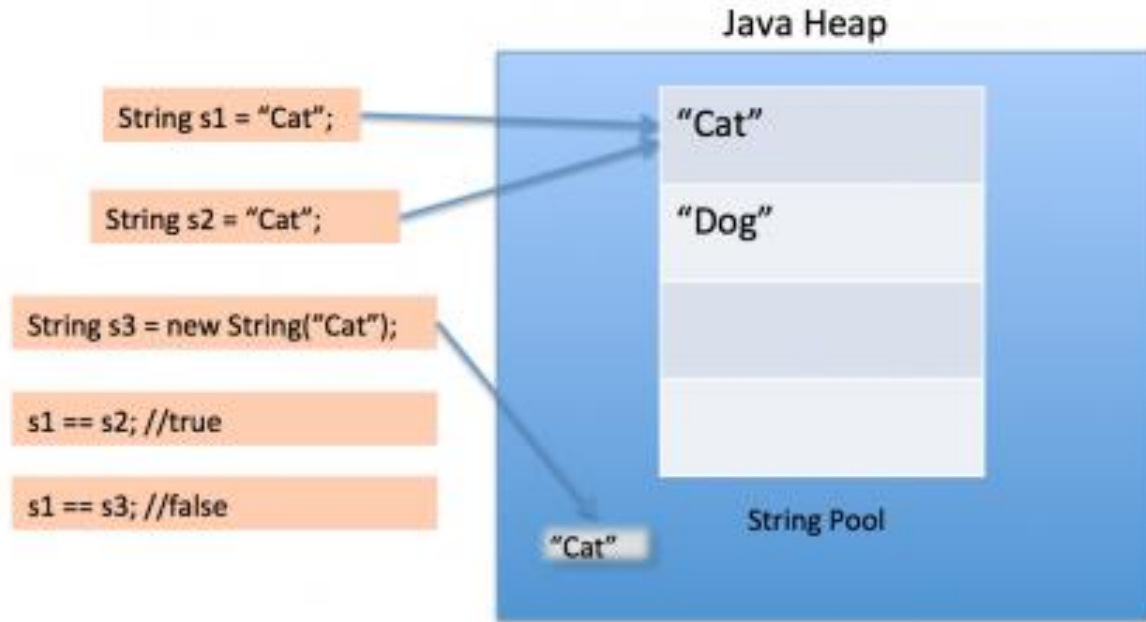 Java Heap
String s1 = “Cat”;
“Cat”
String s2 = “Cat”;
“Dog”
String s3 = new String(“Cat”);
s1 == s2; //true
s1 == s3; //false
String Pool
“Cat”